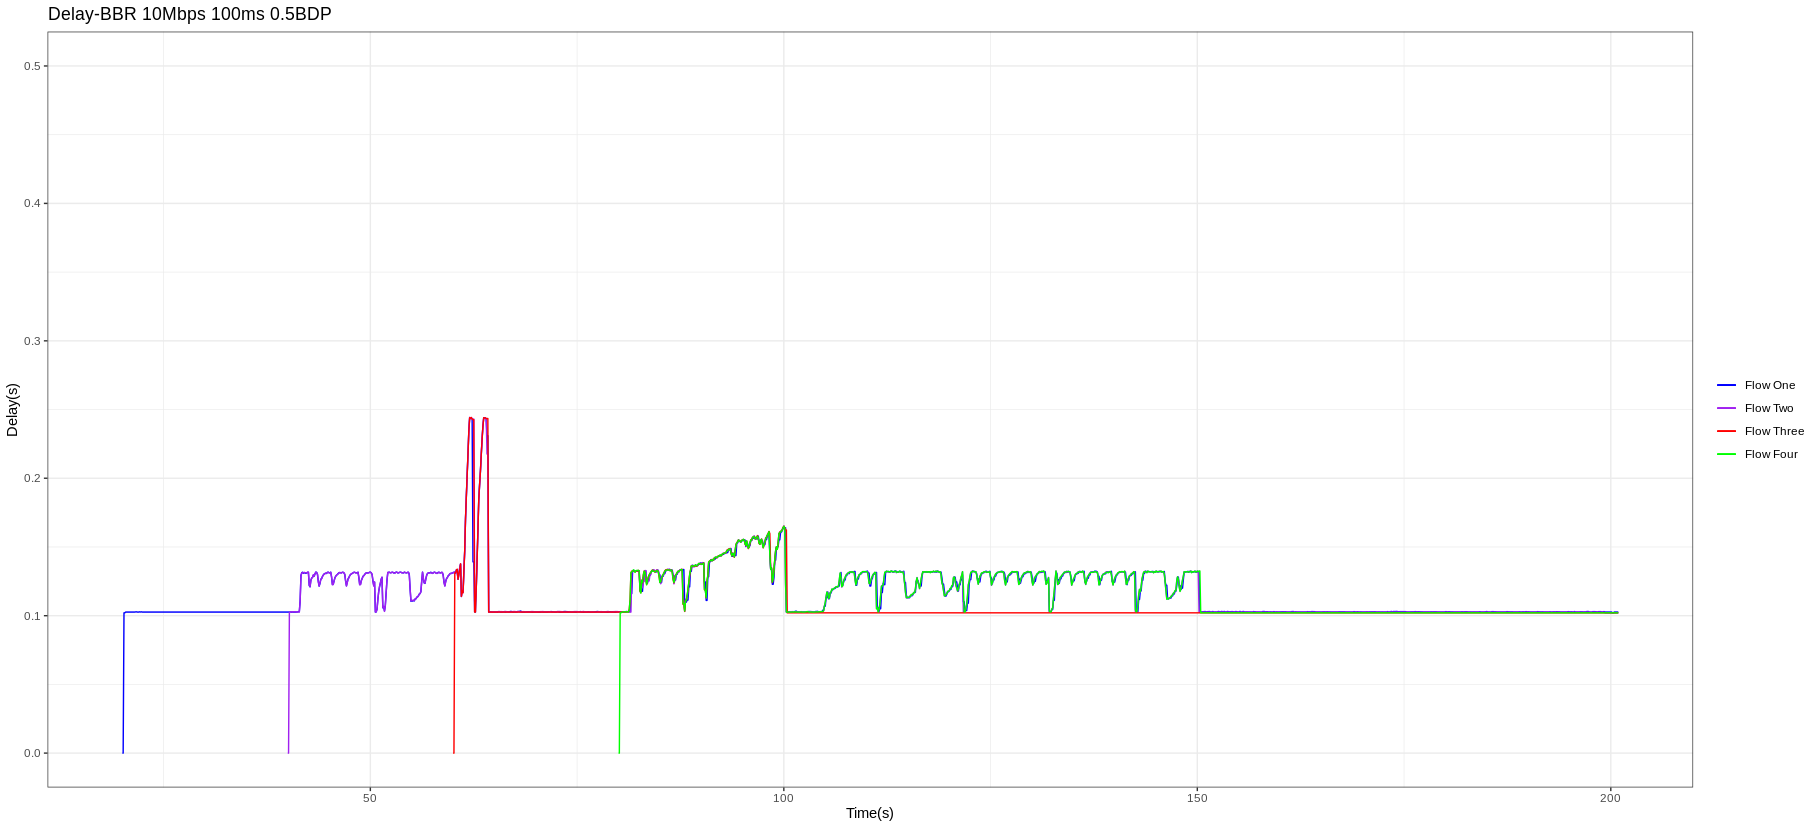 Delay-BBR 10Mbps 100ms 0.5BDP
0.5
0.4
0.3
0.2
0.1
0.0
Delay(s)
50
100
150
200
Time(s)
Flow One
Flow Two
Flow Three
Flow Four